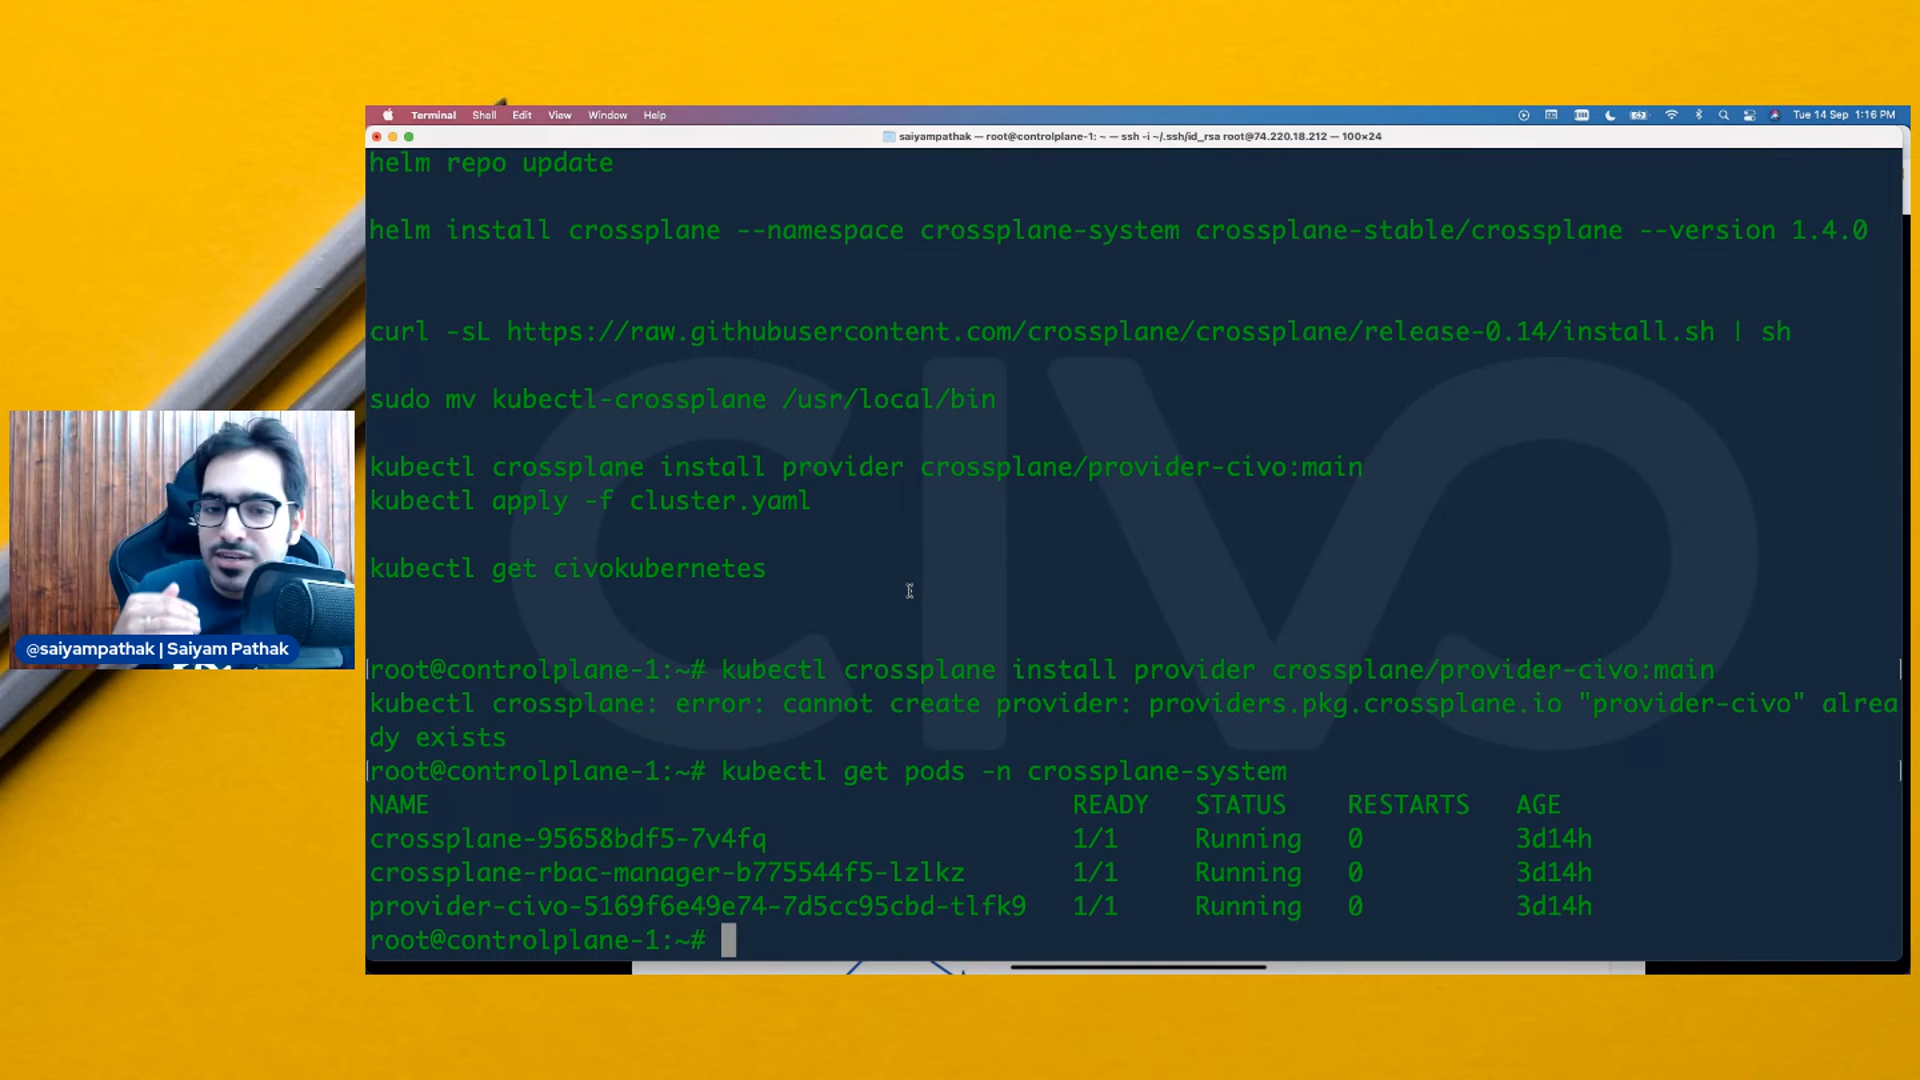 Terminal Shell Edit View Window Help Tue 14 Sep 1:16 PM
saiyampathak — root@controlplane-1: ~ — ssh -i ~/.ssh/id_rsa root@74.220.18.212 — 100×24
helm repo update
helm install crossplane --namespace crossplane-system crossplane-stable/crossplane --version 1.4.0
curl -sL https://raw.githubusercontent.com/crossplane/crossplane/release-0.14/install.sh | sh
sudo mv kubectl-crossplane /usr/local/bin
kubectl crossplane install provider crossplane/provider-civo:main
kubectl apply -f cluster.yaml
kubectl get civokubernetes
root@controlplane-1:~# kubectl crossplane install provider crossplane/provider-civo:main
kubectl crossplane: error: cannot create provider: providers.pkg.crossplane.io "provider-civo" alrea
dy exists
root@controlplane-1:~# kubectl get pods -n crossplane-system
NAME READY STATUS RESTARTS AGE
crossplane-95658bdf5-7v4fq 1/1 Running 0 3d14h
crossplane-rbac-manager-b775544f5-lzlkz 1/1 Running 0 3d14h
provider-civo-5169f6e49e74-7d5cc95cbd-tlfk9 1/1 Running 0 3d14h
root@controlplane-1:~#
CIVO
@saiyampathak | Saiyam Pathak